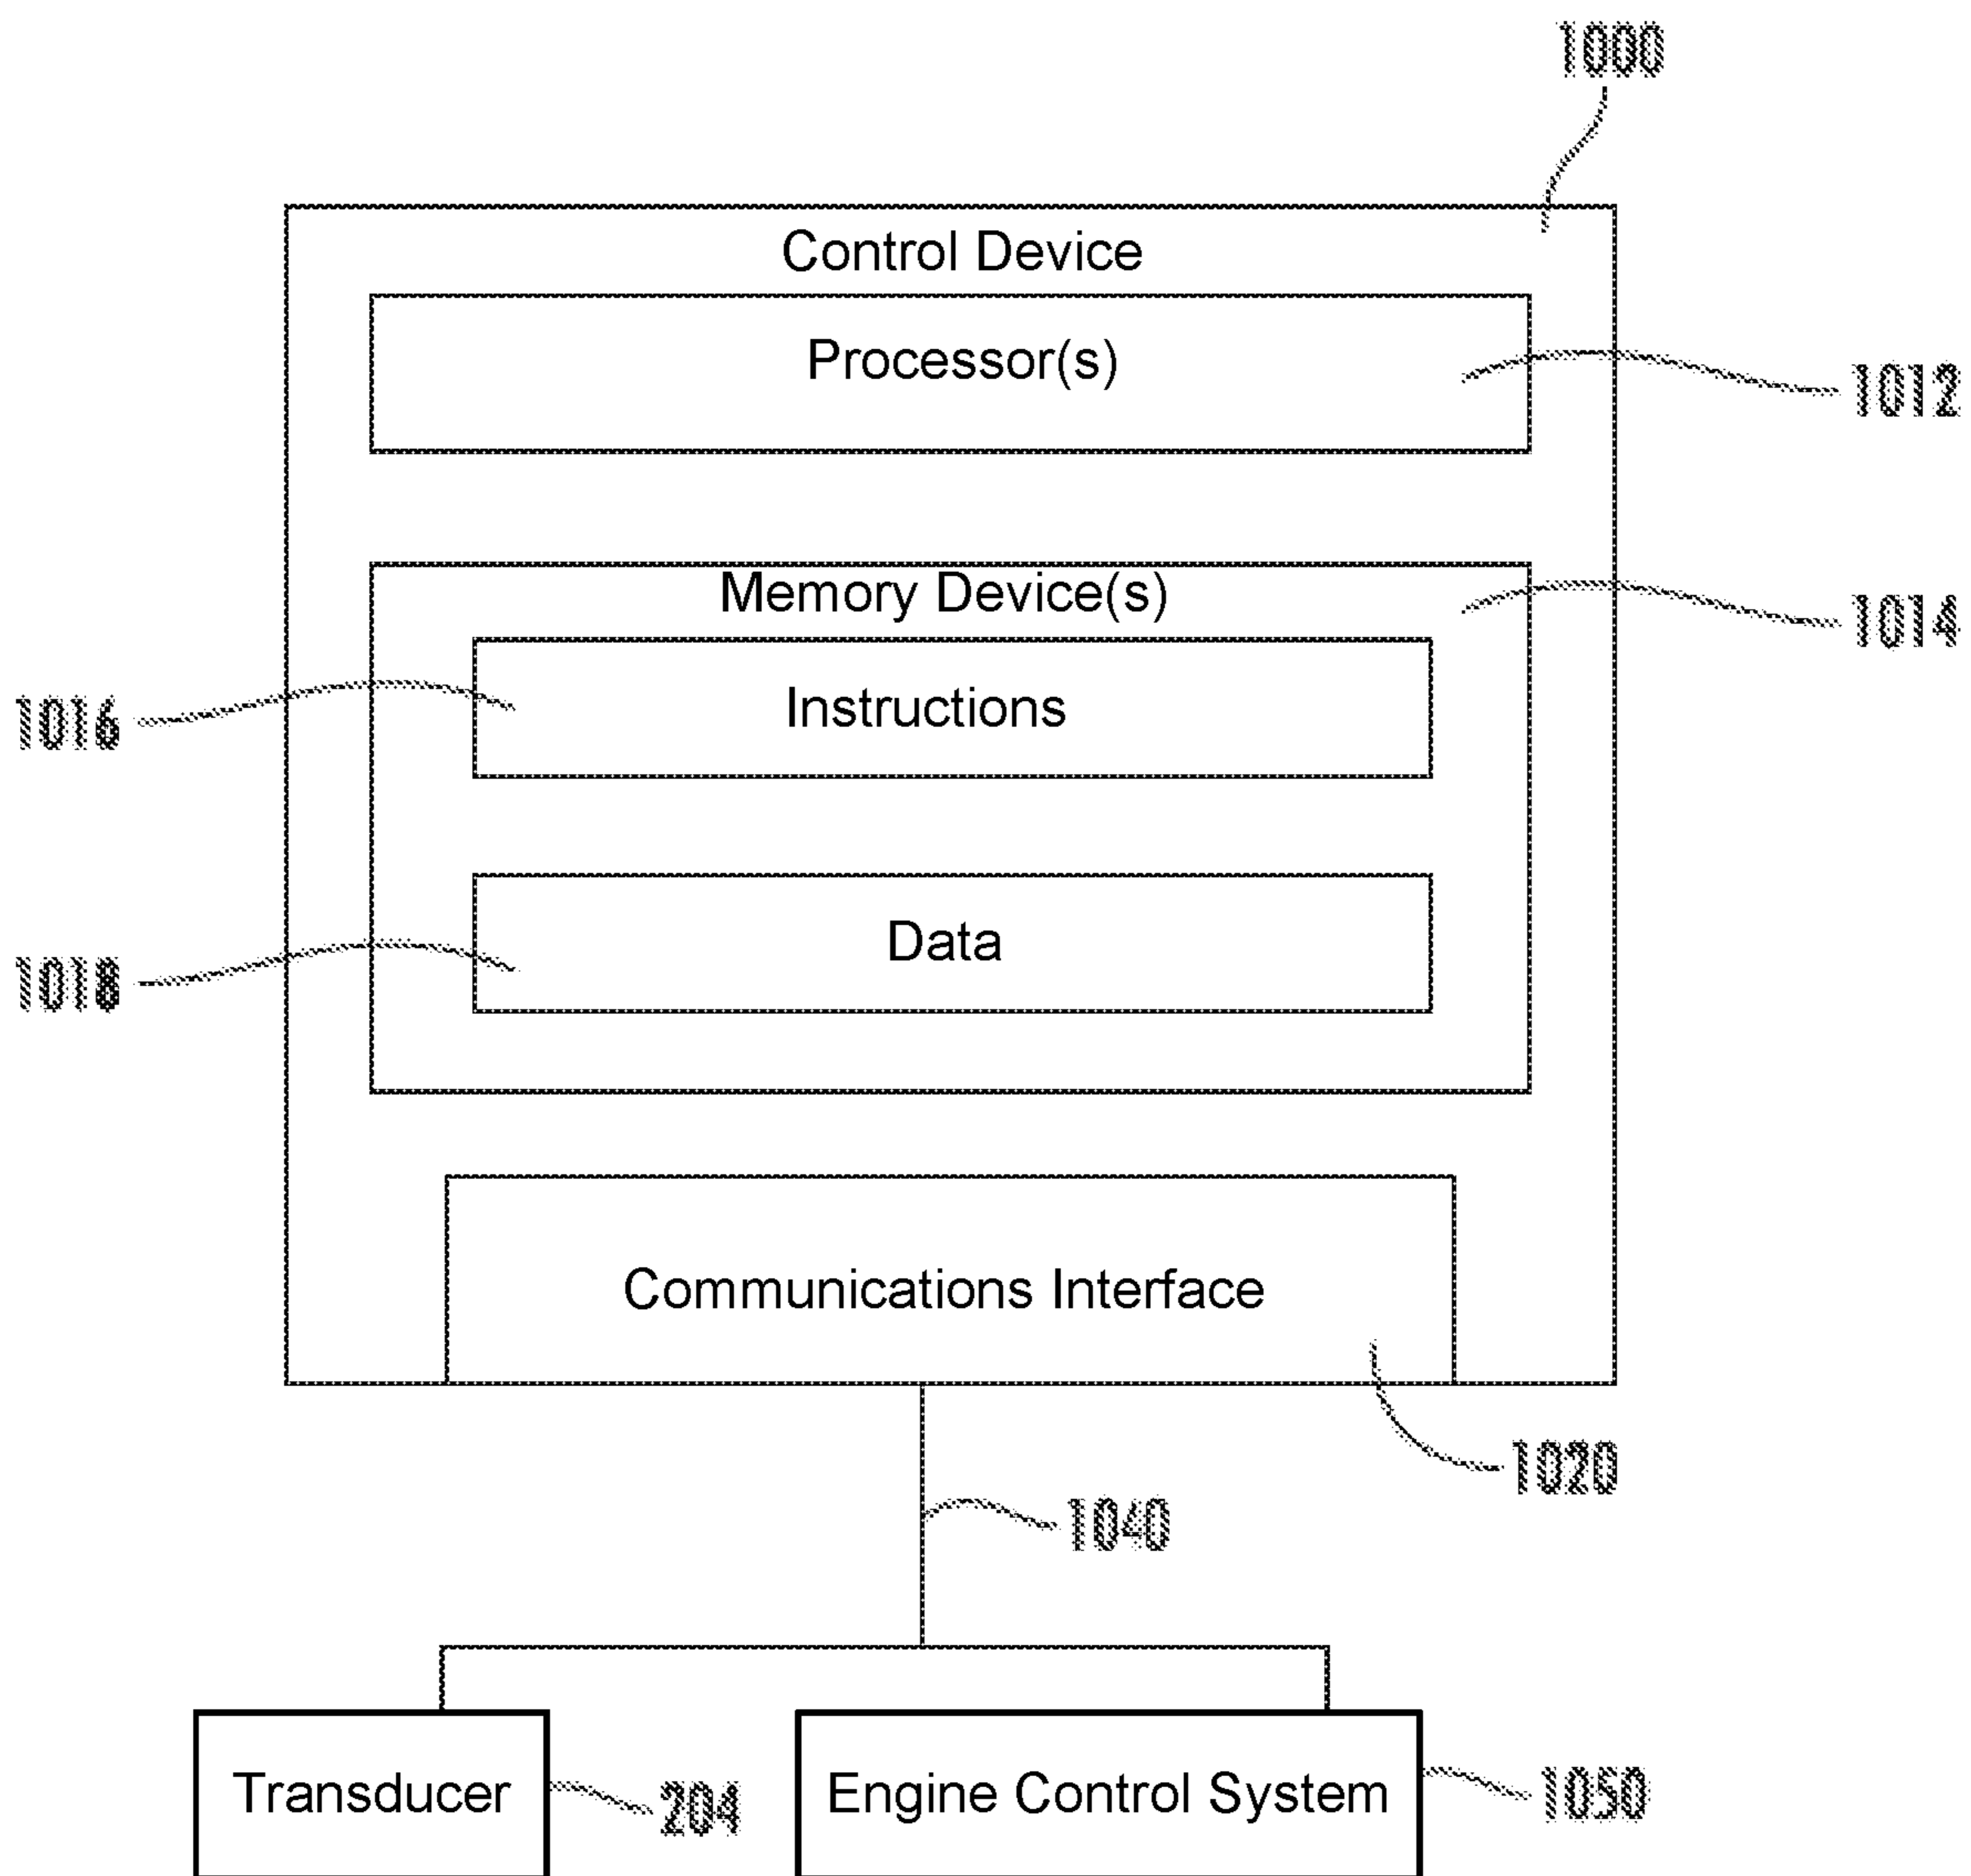 1000
Control Device
Processor(s)
1012
Memory Device(s)
1014
Instructions
1016
Data
1018
Communications Interface
1020
1040
Transducer
204
Engine Control System
1050